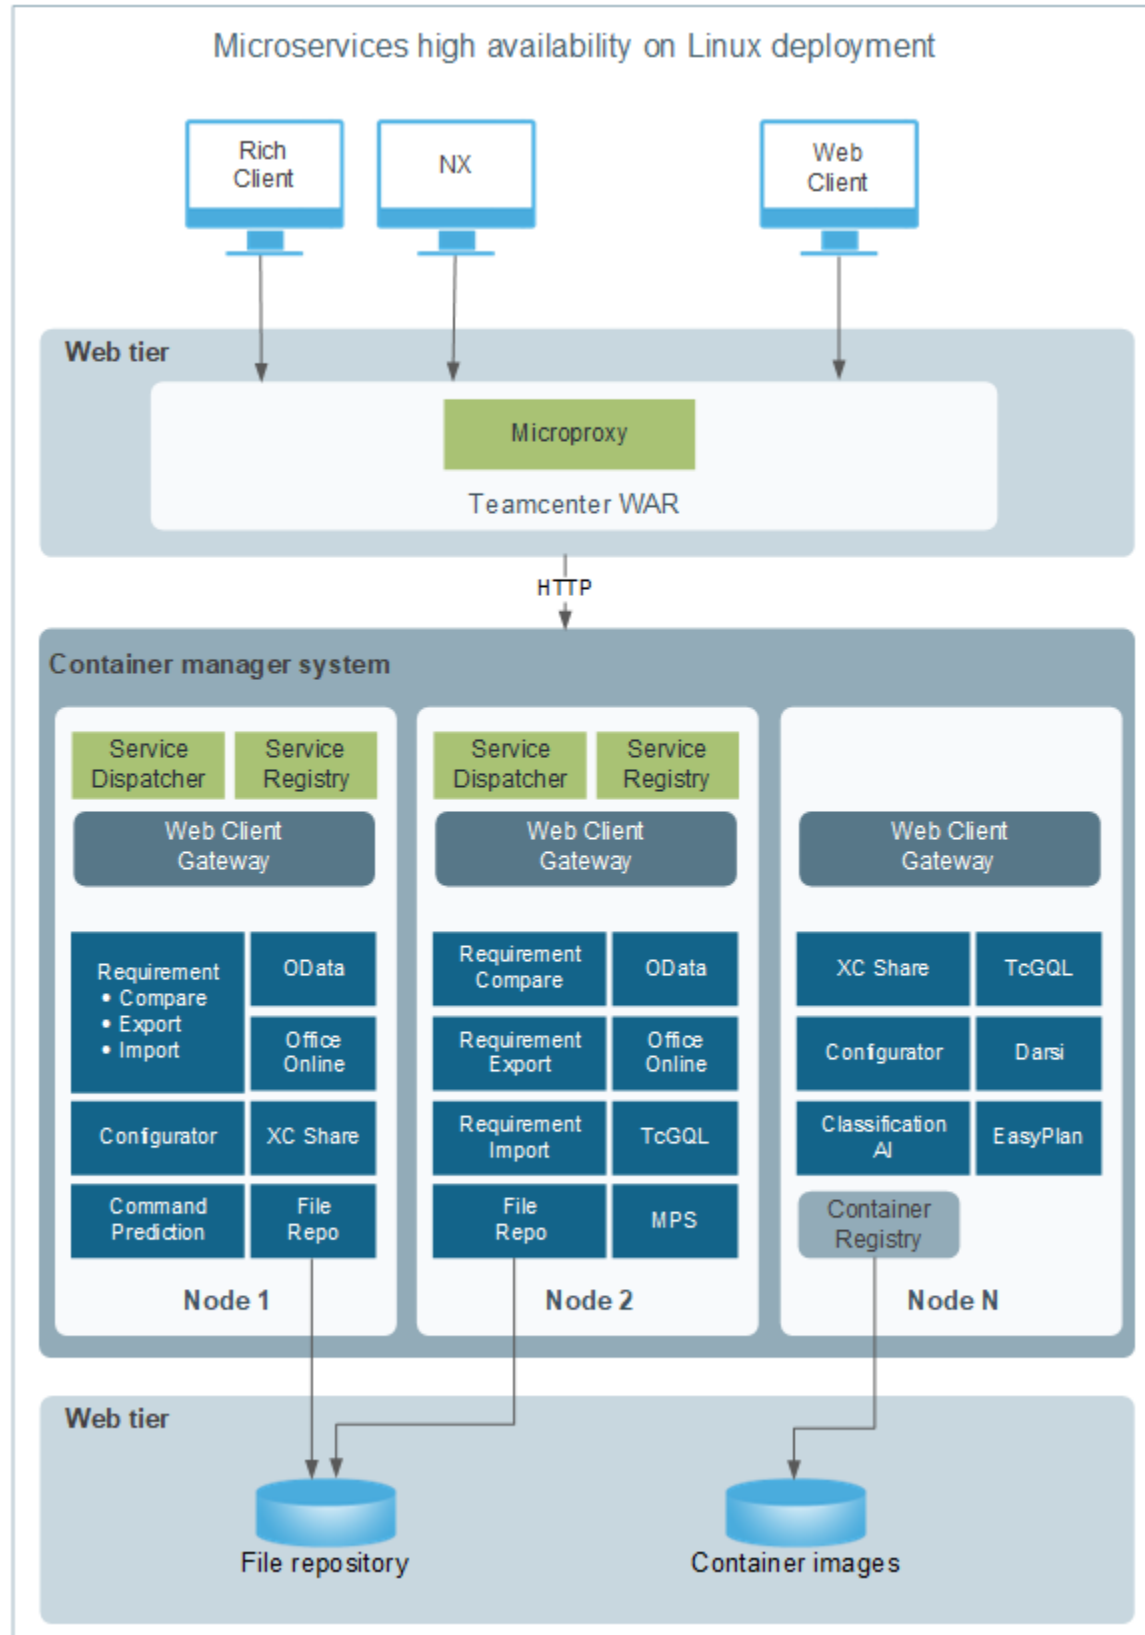 Microservices high availability on Linux deployment
Rich
Client
NX
Web
Client
Web tier
Microproxy
Teamcenter WAR
HTTP
Container manager system
Service
Dispatcher
Service
Registry
Web Client
Gateway
Requirement
• Compare
• Export
• Import
OData
Office
Online
Configurator
XC Share
Command
Prediction
File
Repo
Node 1
Service
Dispatcher
Service
Registry
Web Client
Gateway
Requirement
Compare
OData
Requirement
Export
Office
Online
Requirement
Import
TcGQL
File
Repo
MPS
Node 2
Web Client
Gateway
XC Share
TcGQL
Configurator
Darsi
Classification
AI
EasyPlan
Container
Registry
Node N
Web tier
File repository
Container images